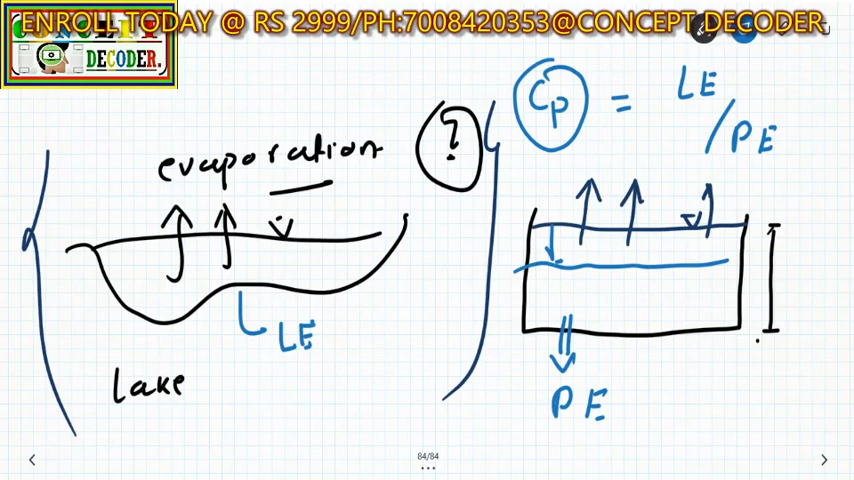 ENROLL TODAY @ RS 2999/PH:7008420353@CONCEPT DECODER
DECODER.
evaporation
?
Cp = LE / PE
LE
lake
PE
84/84